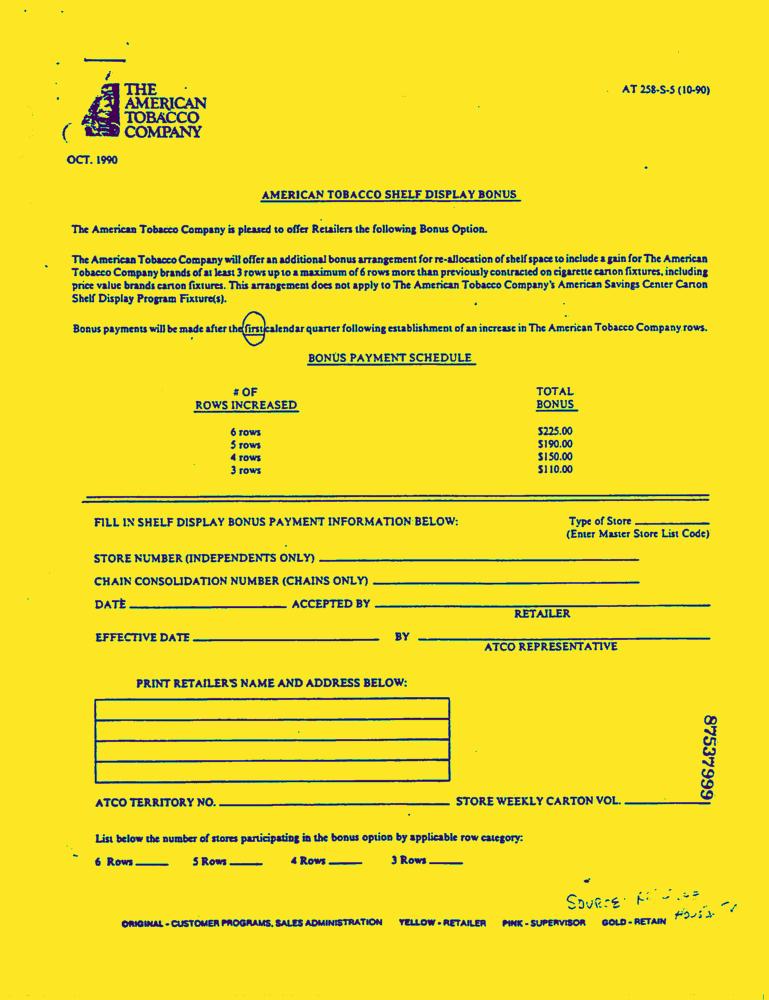 THE
AMERICAN
TOBACCO
COMPANY
AT 258-S-5 (10-90)
OCT. 1990
AMERICAN TOBACCO SHELF DISPLAY BONUS
The American Tobacco Company is pleased to offer Retailers the following Bonus Option.
The American Tobacco Company will offer an additional bonus arrangement for re-allocation of shelf space to include a gain for The American
Tobacco Company brands of at least 3 rows up to a maximum of 6 rows more than previously contracted on cigarette carton fixtures, including
price value brands carton fixtures. This arrangement does not apply to The American Tobacco Company's American Savings Center Carton
Shelf Display Program Fixture(s).
Bonus payments will be made after the first calendar quarter following establishment of an increase in The American Tobacco Company rows.
BONUS PAYMENT SCHEDULE
# OF TOTAL
ROWS INCREASED BONUS
6 rows $225.00
5 rows $190.00
4 rows $150.00
3 rows $110.00
FILL IN SHELF DISPLAY BONUS PAYMENT INFORMATION BELOW: Type of Store
(Enter Master Store List Code)
STORE NUMBER (INDEPENDENTS ONLY)
CHAIN CONSOLIDATION NUMBER (CHAINS ONLY)
DATE ACCEPTED BY
RETAILER
EFFECTIVE DATE BY
ATCO REPRESENTATIVE
PRINT RETAILER'S NAME AND ADDRESS BELOW:
87537999
ATCO TERRITORY NO. STORE WEEKLY CARTON VOL.
List below the number of stores participating in the bonus option by applicable row category:
6 Rows 5 Rows 4 Rows 3 Rows
SOURCE:
ORIGINAL - CUSTOMER PROGRAMS, SALES ADMINISTRATION YELLOW - RETAILER PINK - SUPERVISOR GOLD - RETAIN